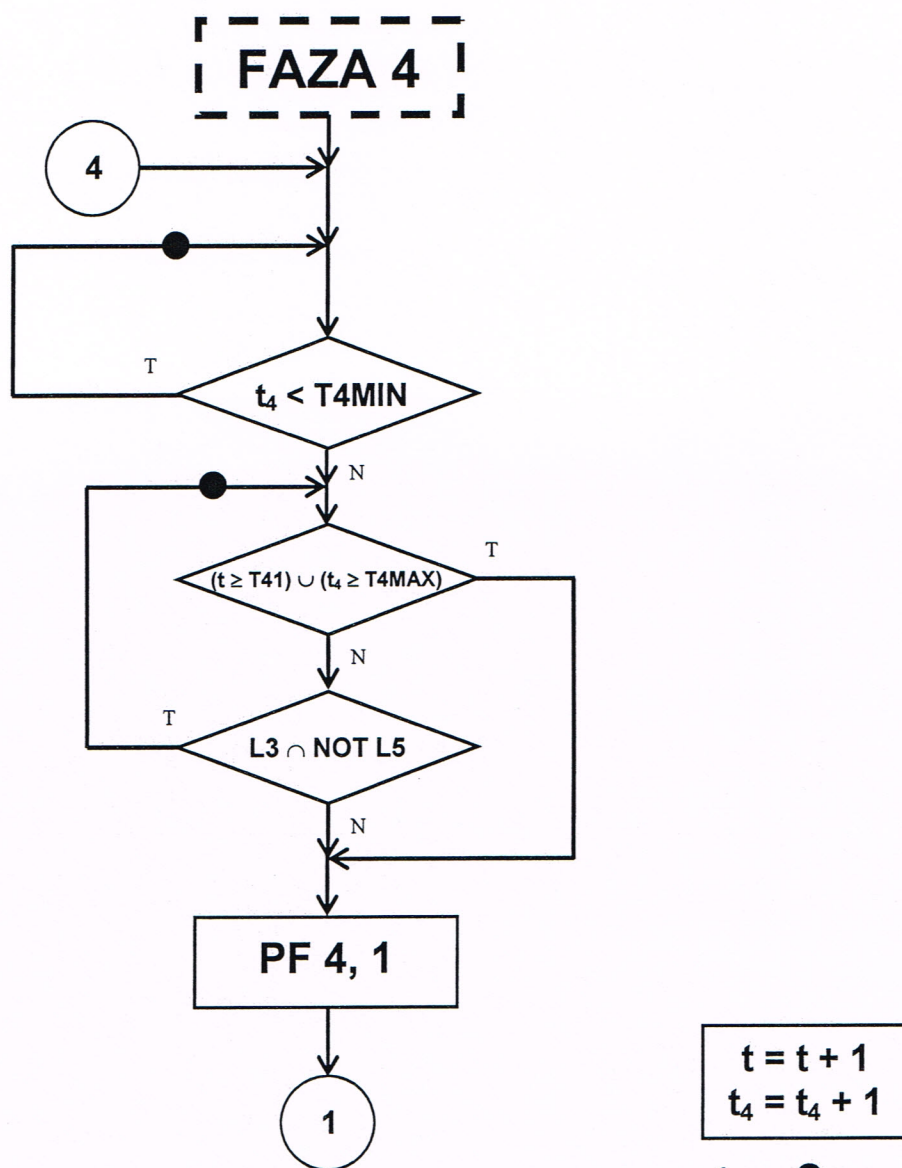 FAZA 4
4
T
t₄ < T4MIN
N
T
(t ≥ T41) ∪ (t₄ ≥ T4MAX)
N
T
L3 ∩ NOT L5
N
PF 4, 1
t = t + 1
t₄ = t₄ + 1
1